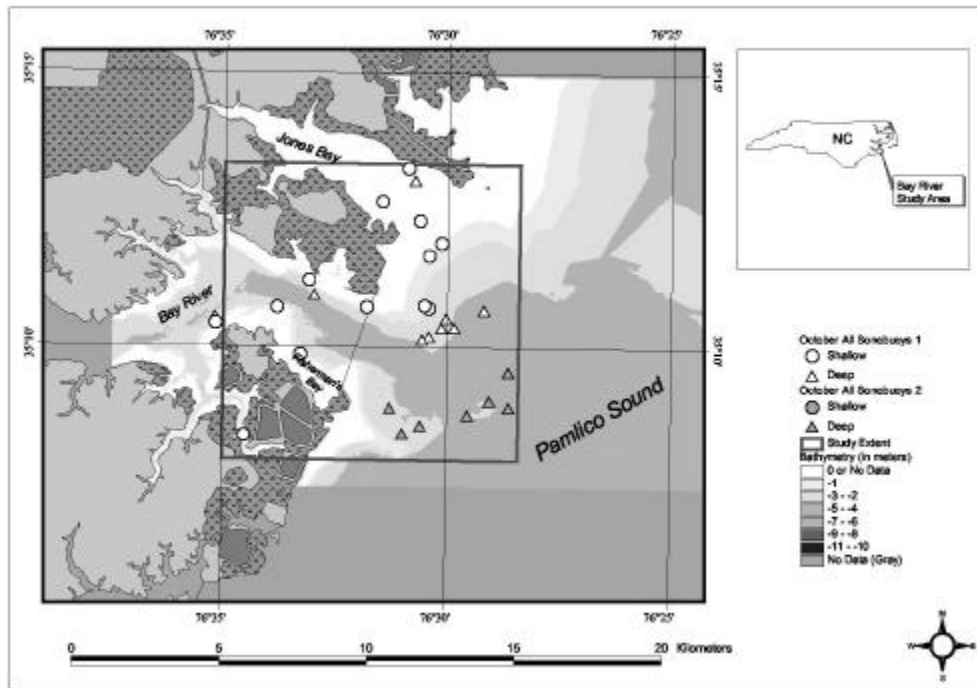 76°35'
76°30'
76°25'
35°15'
35°15'
Jones Bay
NC
Bay River
Study Area
Bay River
35°10'
35°10'
Bay
Pamlico Sound
October All Sonobuoys 1
Shallow
Deep
October All Sonobuoys 2
Shallow
Deep
Study Extent
Bathymetry (in meters)
0 or No Data
-1
-3 - -2
-5 - -4
-7 - -6
-9 - -8
-11 - -10
No Data (Gray)
76°35'
76°30'
76°25'
0 5 10 15 20 Kilometers
N
W E
S